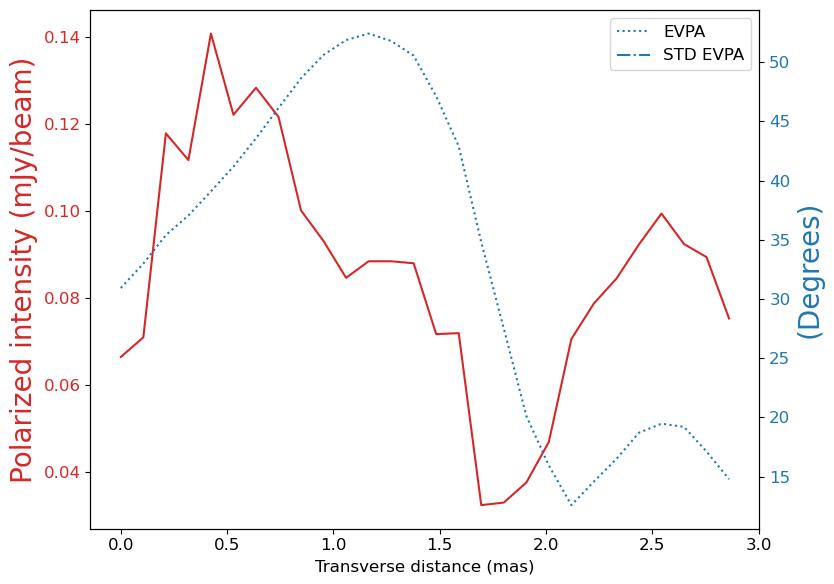 EVPA
STD EVPA
Polarized intensity (mJy/beam)
0.14
0.12
0.10
0.08
0.06
0.04
50
45
40
35
30
25
20
15
(Degrees)
0.0 0.5 1.0 1.5 2.0 2.5 3.0
Transverse distance (mas)